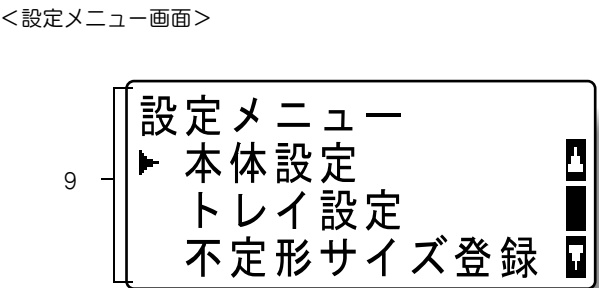 ＜設定メニュー画面＞
設定メニュー
本体設定
9
トレイ設定
不定形サイズ登録